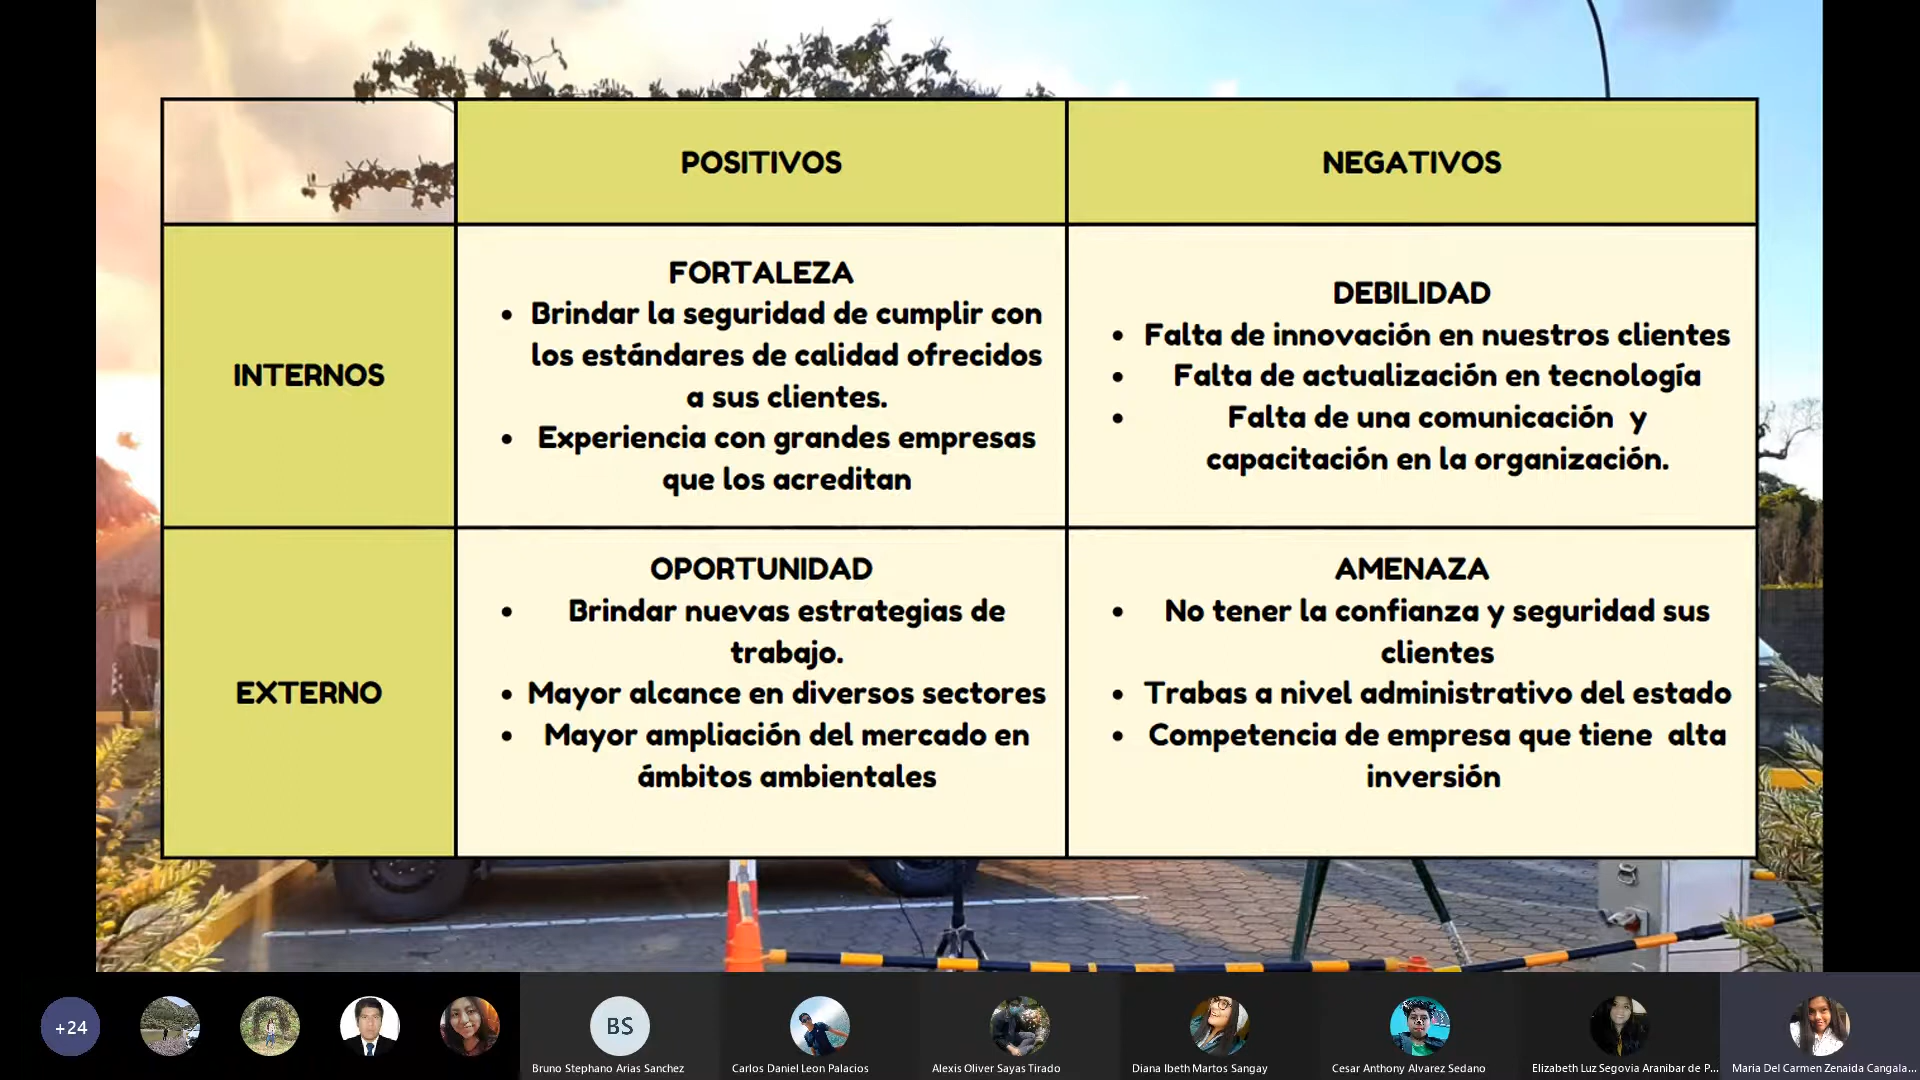 POSITIVOS
NEGATIVOS
INTERNOS
FORTALEZA
• Brindar la seguridad de cumplir con
los estándares de calidad ofrecidos
a sus clientes.
• Experiencia con grandes empresas
que los acreditan
DEBILIDAD
• Falta de innovación en nuestros clientes
• Falta de actualización en tecnología
• Falta de una comunicación y
capacitación en la organización.
EXTERNO
OPORTUNIDAD
• Brindar nuevas estrategias de
trabajo.
• Mayor alcance en diversos sectores
• Mayor ampliación del mercado en
ámbitos ambientales
AMENAZA
• No tener la confianza y seguridad sus
clientes
• Trabas a nivel administrativo del estado
• Competencia de empresa que tiene alta
inversión
+24
BS
Bruno Stephano Arias Sanchez
Carlos Daniel Leon Palacios
Alexis Oliver Sayas Tirado
Diana Ibeth Martos Sangay
Cesar Anthony Alvarez Sedano
Elizabeth Luz Segovia Aranibar de P...
Maria Del Carmen Zenaida Cangala...